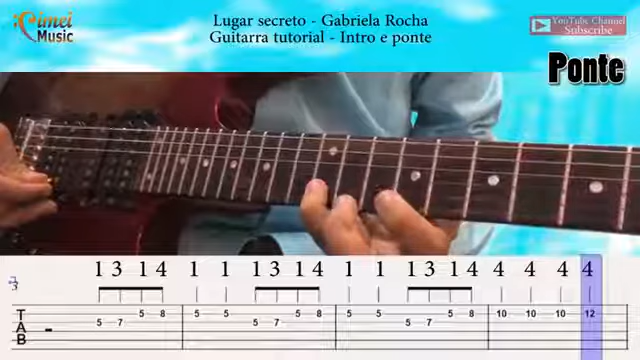 Cimei
Music
Lugar secreto - Gabriela Rocha
Guitarra tutorial - Intro e ponte
YouTube Channel
Subscribe
Ponte
1 3 1 4 1 1 1 3 1 4 1 1 1 3 1 4 4 4 4 4
3
T
A
B
5 7 5 8 5 5 5 7 5 8 5 5 5 7 5 8 10 10 10 12